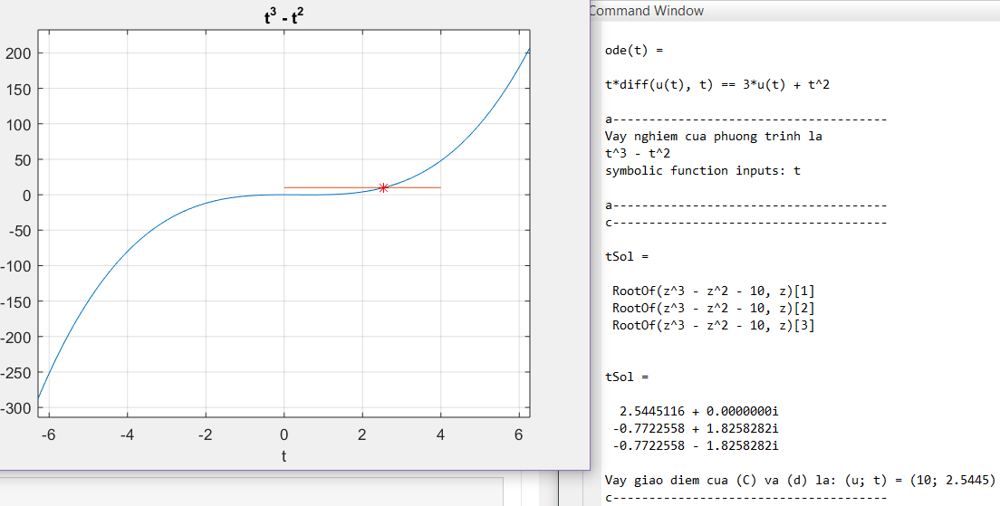 t³ - t²
200
150
100
50
0
-50
-100
-150
-200
-250
-300
-6
-4
-2
0
2
4
6
t
Command Window
ode(t) =
t*diff(u(t), t) == 3*u(t) + t^2
a--------------------------------------
Vay nghiem cua phuong trinh la
t^3 - t^2
symbolic function inputs: t
a--------------------------------------
c--------------------------------------
tSol =
RootOf(z^3 - z^2 - 10, z)[1]
RootOf(z^3 - z^2 - 10, z)[2]
RootOf(z^3 - z^2 - 10, z)[3]
tSol =
2.5445116 + 0.0000000i
-0.7722558 + 1.8258282i
-0.7722558 - 1.8258282i
Vay giao diem cua (C) va (d) la: (u; t) = (10; 2.5445)
c--------------------------------------